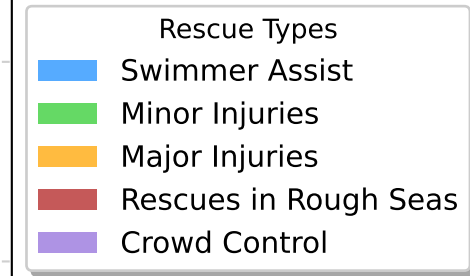 Rescue Types
Swimmer Assist
Minor Injuries
Major Injuries
Rescues in Rough Seas
Crowd Control